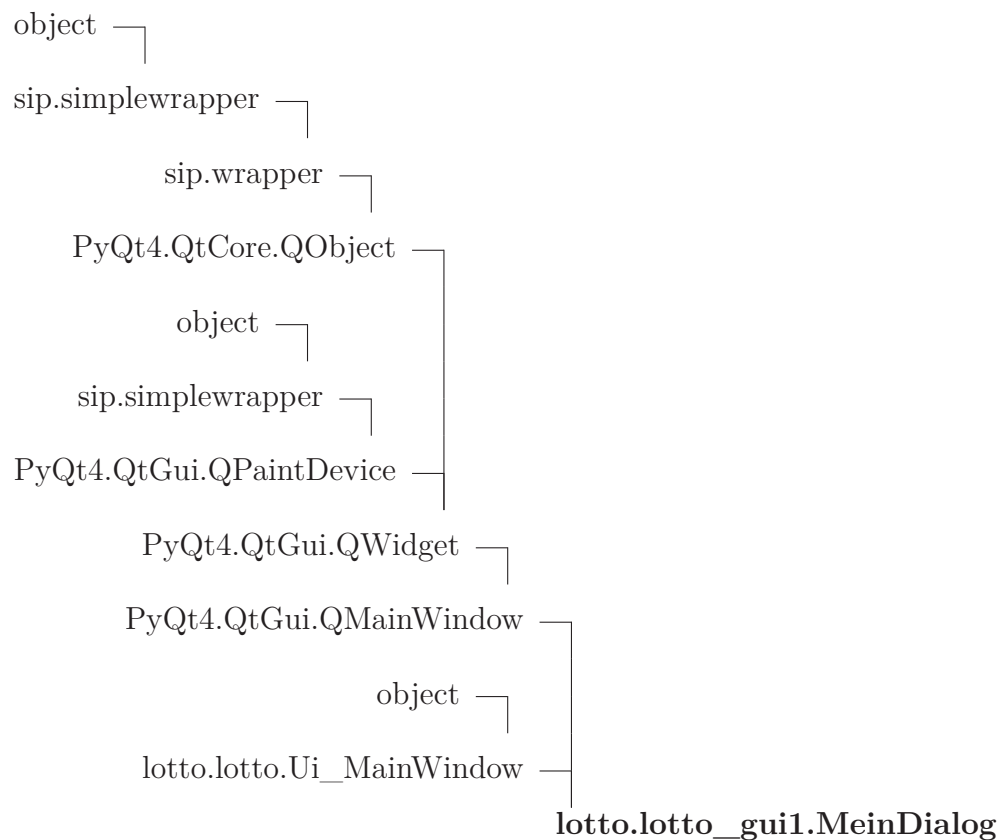 object
sip.simplewrapper
sip.wrapper
PyQt4.QtCore.QObject
object
sip.simplewrapper
PyQt4.QtGui.QPaintDevice
PyQt4.QtGui.QWidget
PyQt4.QtGui.QMainWindow
object
lotto.lotto.Ui_MainWindow
lotto.lotto_gui1.MeinDialog